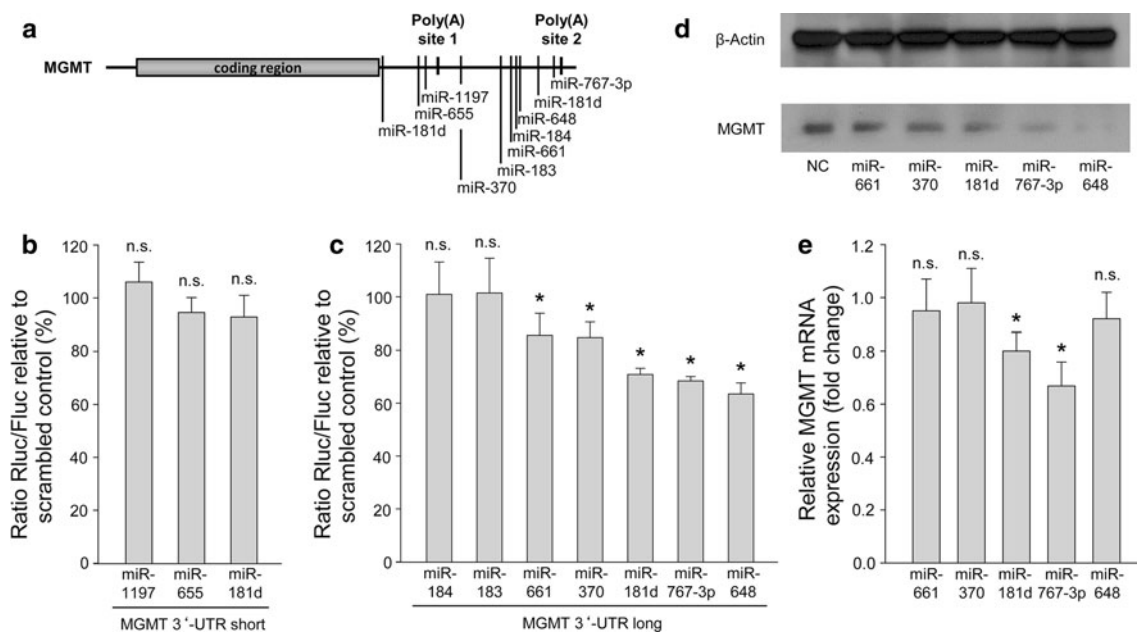 a
Poly(A)
site 1
Poly(A)
site 2
MGMT
coding region
miR-767-3p
miR-1197
miR-181d
miR-655
miR-648
miR-181d
miR-184
miR-661
miR-183
miR-370
d
β-Actin
MGMT
NC
miR-
661
miR-
370
miR-
181d
miR-
767-3p
miR-
648
b
Ratio Rluc/Fluc relative to
scrambled control (%)
120
100
80
60
40
20
0
n.s.
n.s.
n.s.
miR-
1197
miR-
655
miR-
181d
MGMT 3´-UTR short
c
Ratio Rluc/Fluc relative to
scrambled control (%)
120
100
80
60
40
20
0
n.s.
n.s.
*
*
*
*
*
miR-
184
miR-
183
miR-
661
miR-
370
miR-
181d
miR-
767-3p
miR-
648
MGMT 3´-UTR long
e
Relative MGMT mRNA
expression (fold change)
1.2
1.0
0.8
0.6
0.4
0.2
0.0
n.s.
n.s.
*
*
n.s.
miR-
661
miR-
370
miR-
181d
miR-
767-3p
miR-
648